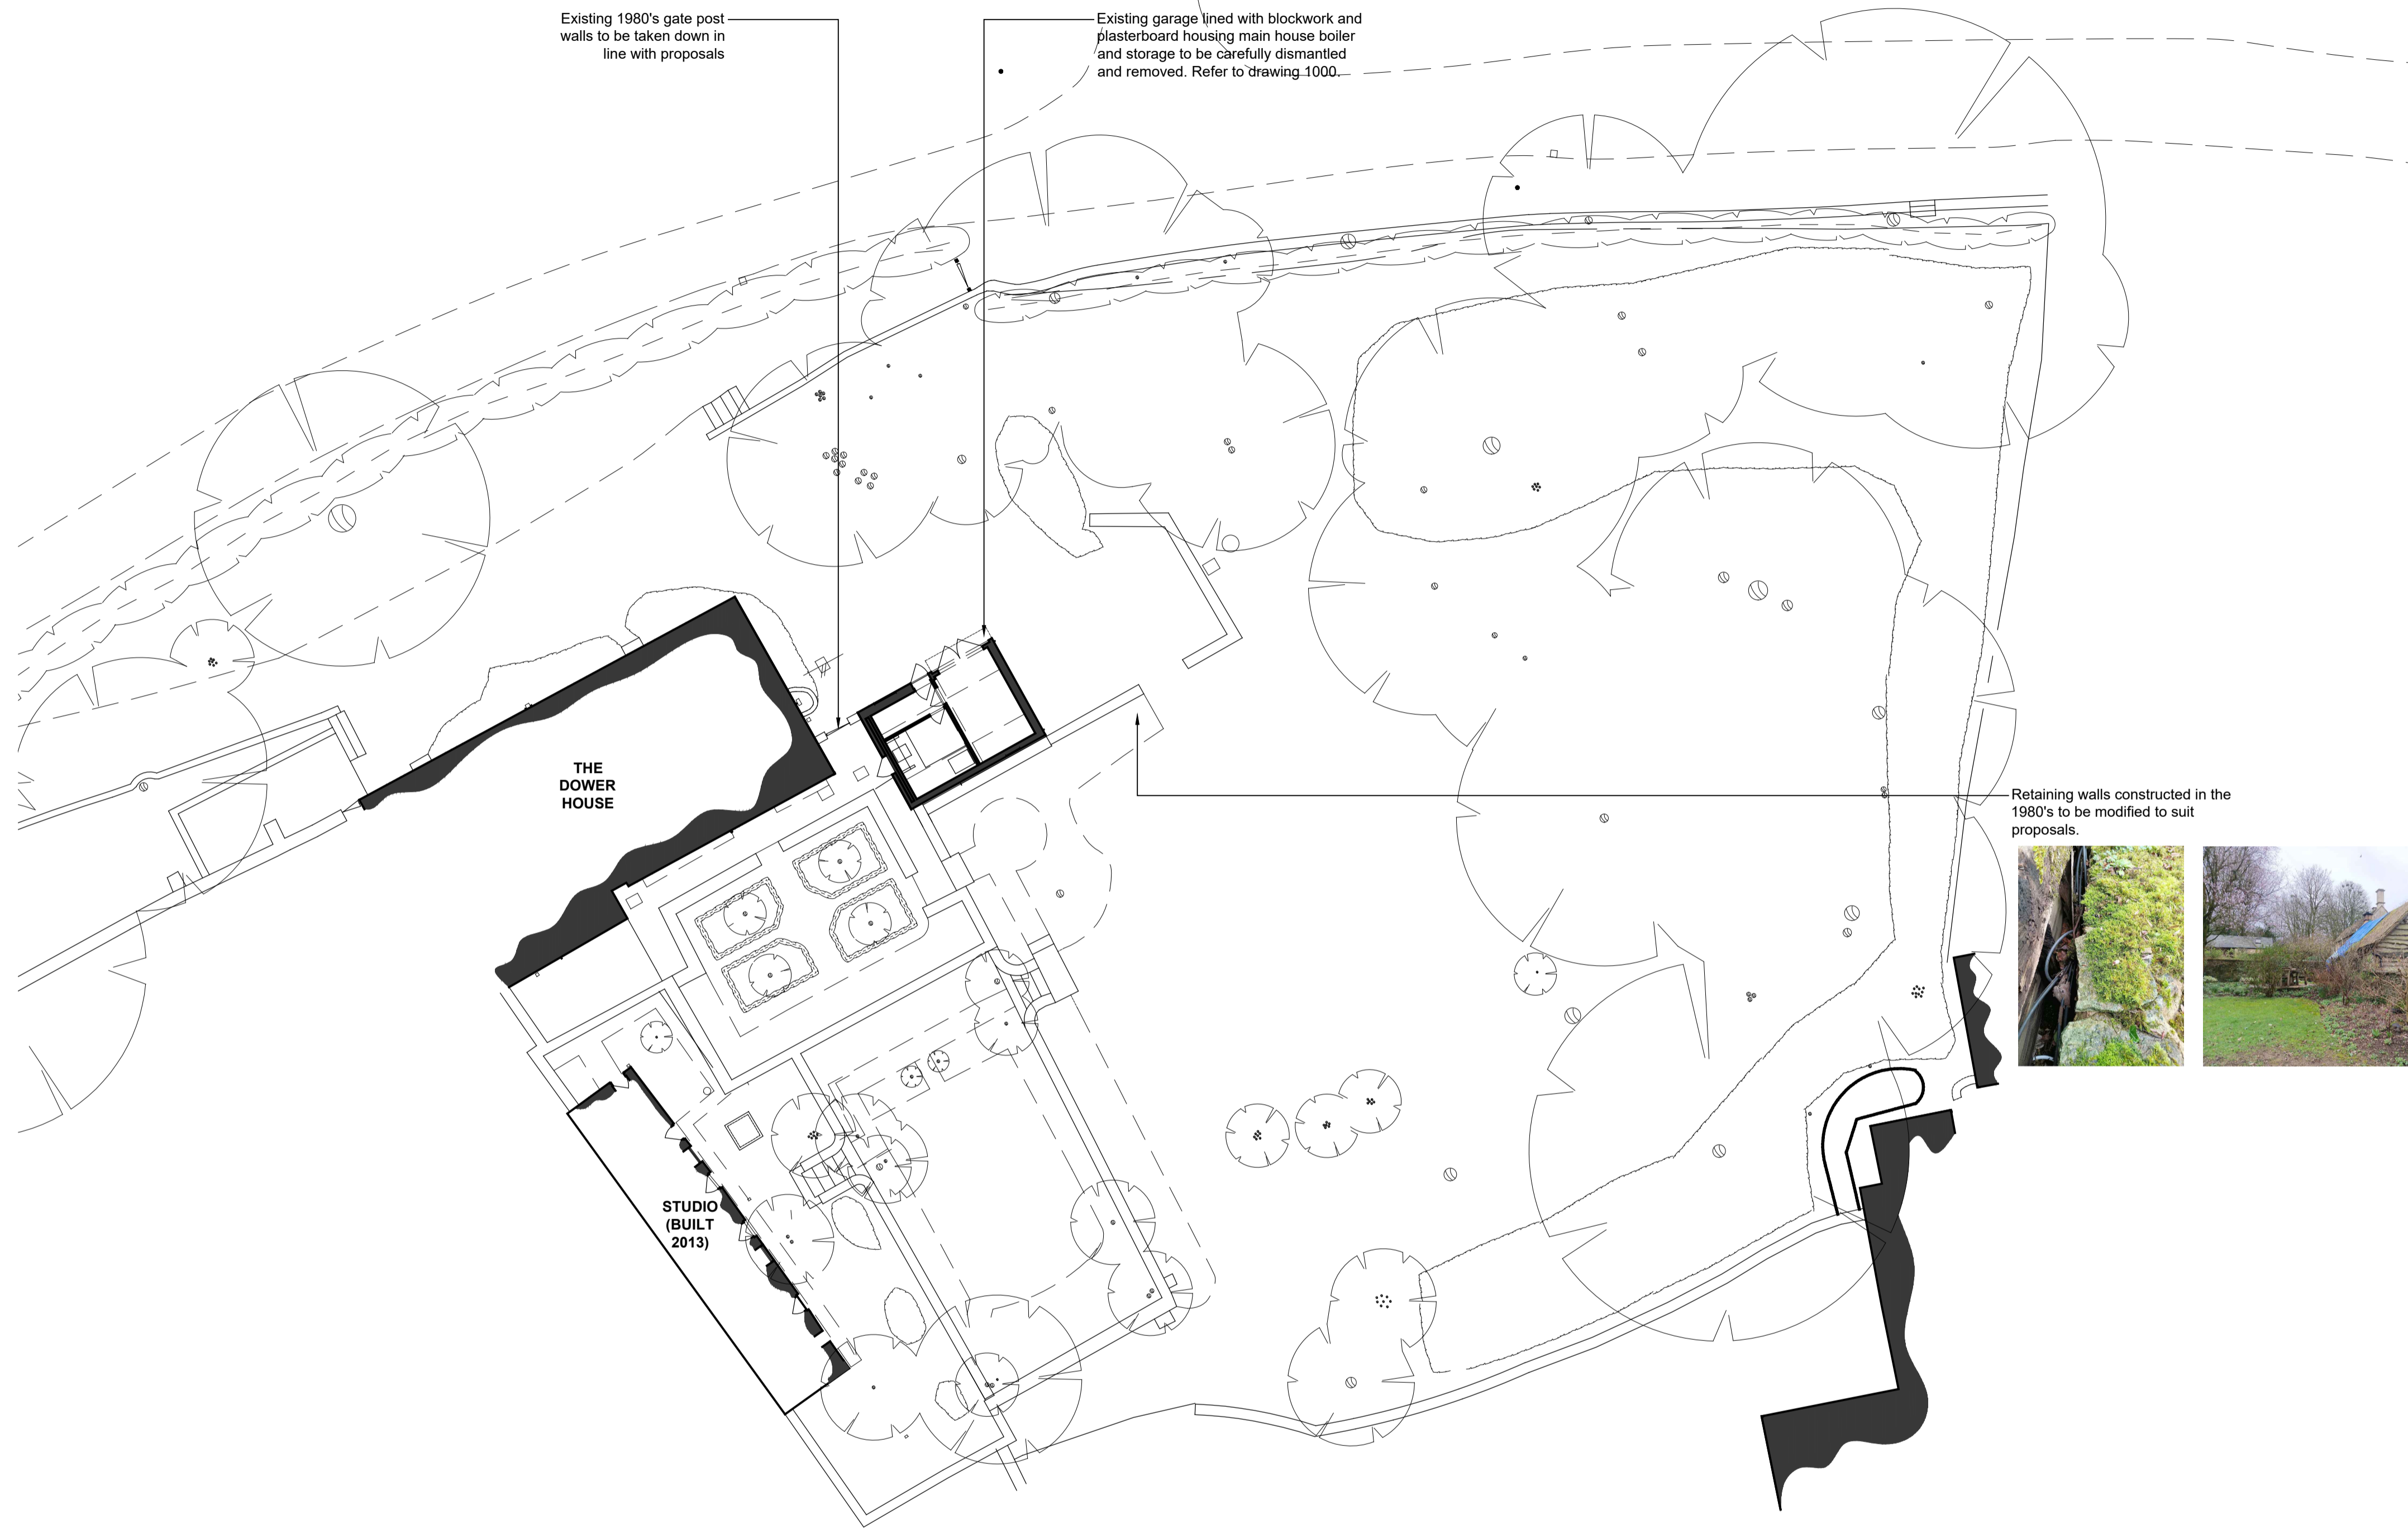 Existing 1980's gate post
walls to be taken down in
line with proposals
Existing garage lined with blockwork and
plasterboard housing main house boiler
and storage to be carefully dismantled
and removed. Refer to drawing 1000.
THE
DOWER
HOUSE
Retaining walls constructed in the
1980's to be modified to suit
proposals.
STUDIO
(BUILT
2013)